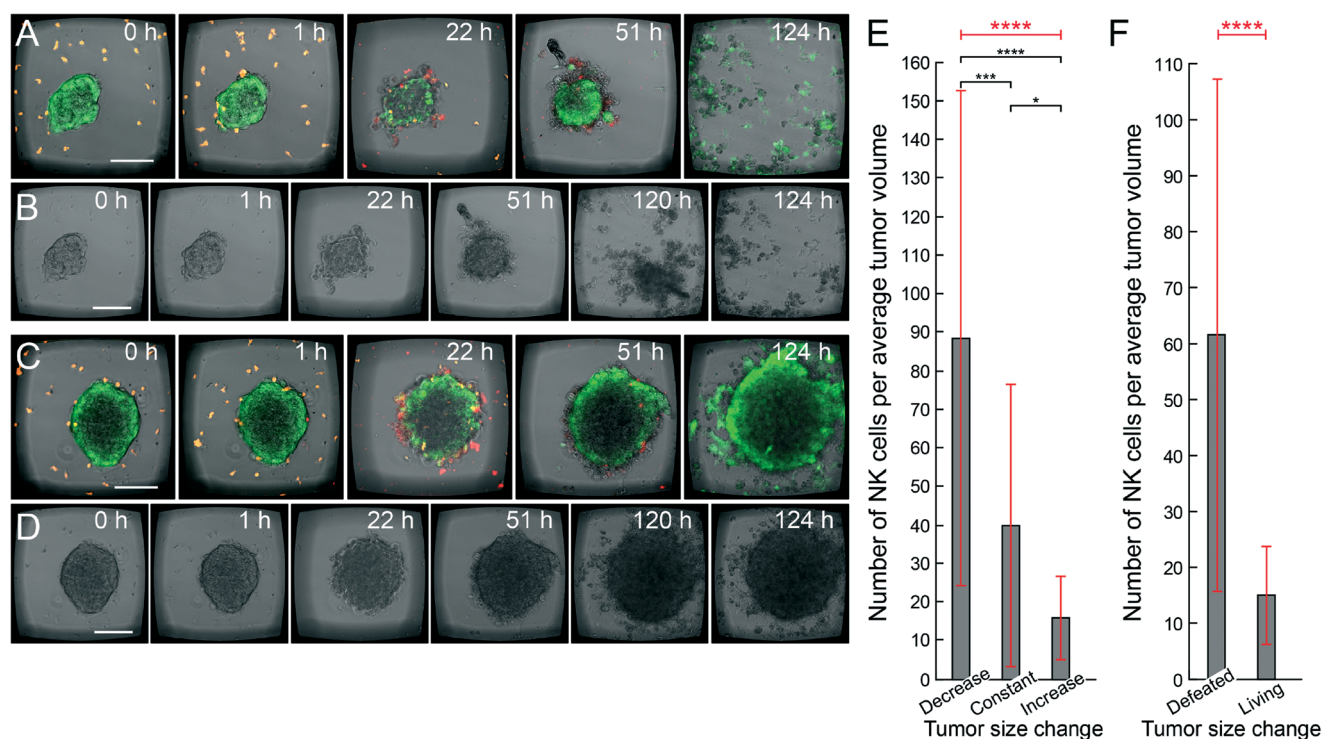 A
0 h
1 h
22 h
51 h
124 h
B
0 h
1 h
22 h
51 h
120 h
124 h
C
0 h
1 h
22 h
51 h
124 h
D
0 h
1 h
22 h
51 h
120 h
124 h
E
****
****
***
*
Number of NK cells per average tumor volume
160
150
140
130
120
110
100
90
80
70
60
50
40
30
20
10
0
Decrease
Constant
Increase
Tumor size change
F
****
Number of NK cells per average tumor volume
110
100
90
80
70
60
50
40
30
20
10
0
Defeated
Living
Tumor size change